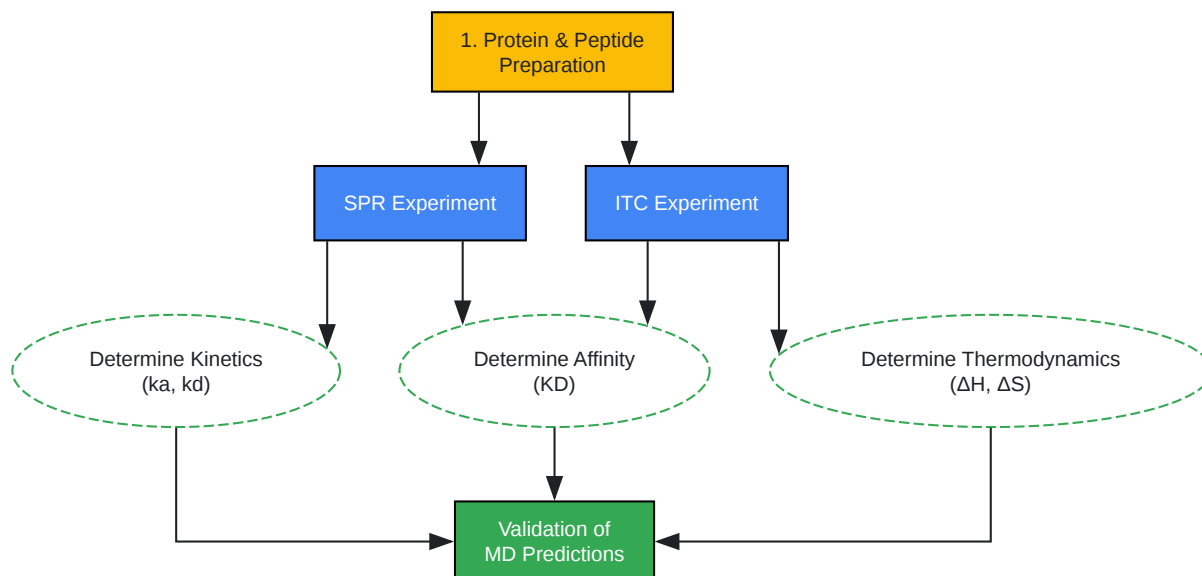 1. Protein & Peptide
Preparation
SPR Experiment
ITC Experiment
Determine Kinetics
(ka, kd)
Determine Affinity
(KD)
Determine Thermodynamics
(ΔH, ΔS)
Validation of
MD Predictions